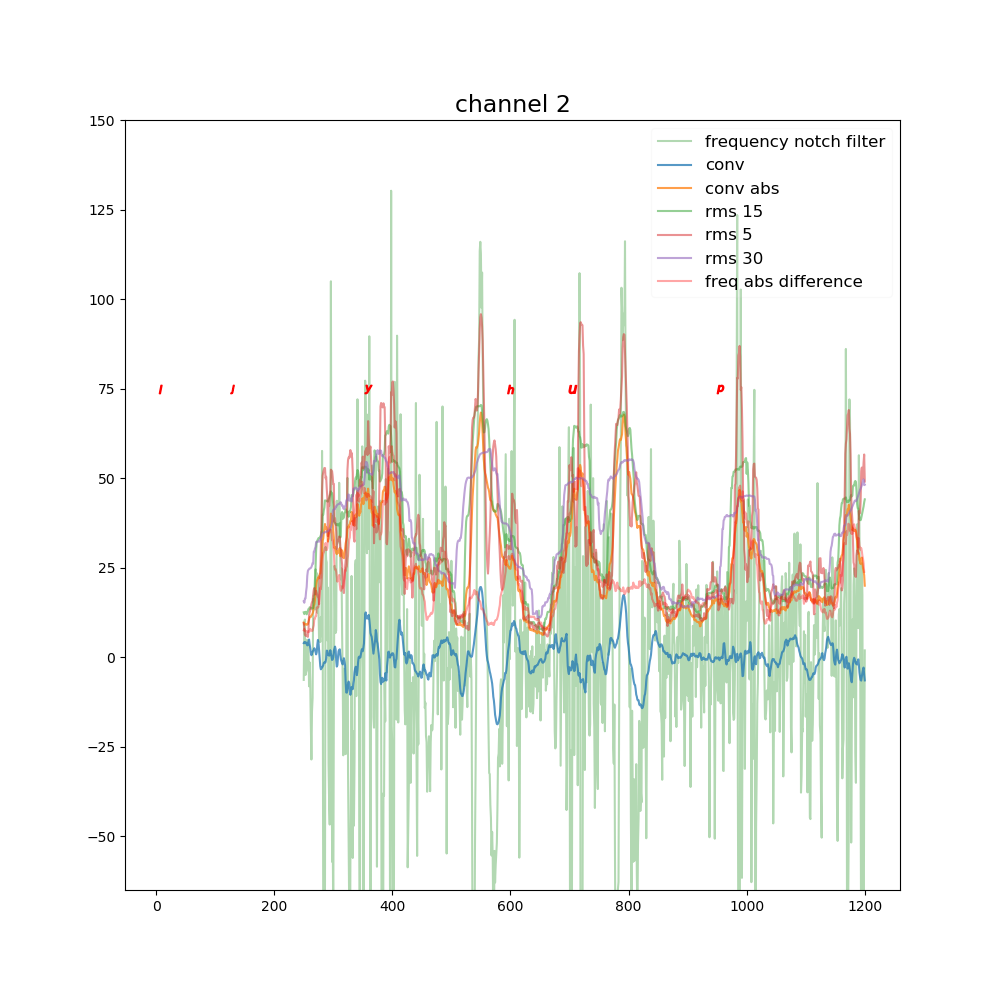 channel 2
150
125
100
75
50
25
0
−25
−50
frequency notch filter
conv
conv abs
rms 15
rms 5
rms 30
freq abs difference
l j y h u p
0 200 400 600 800 1000 1200